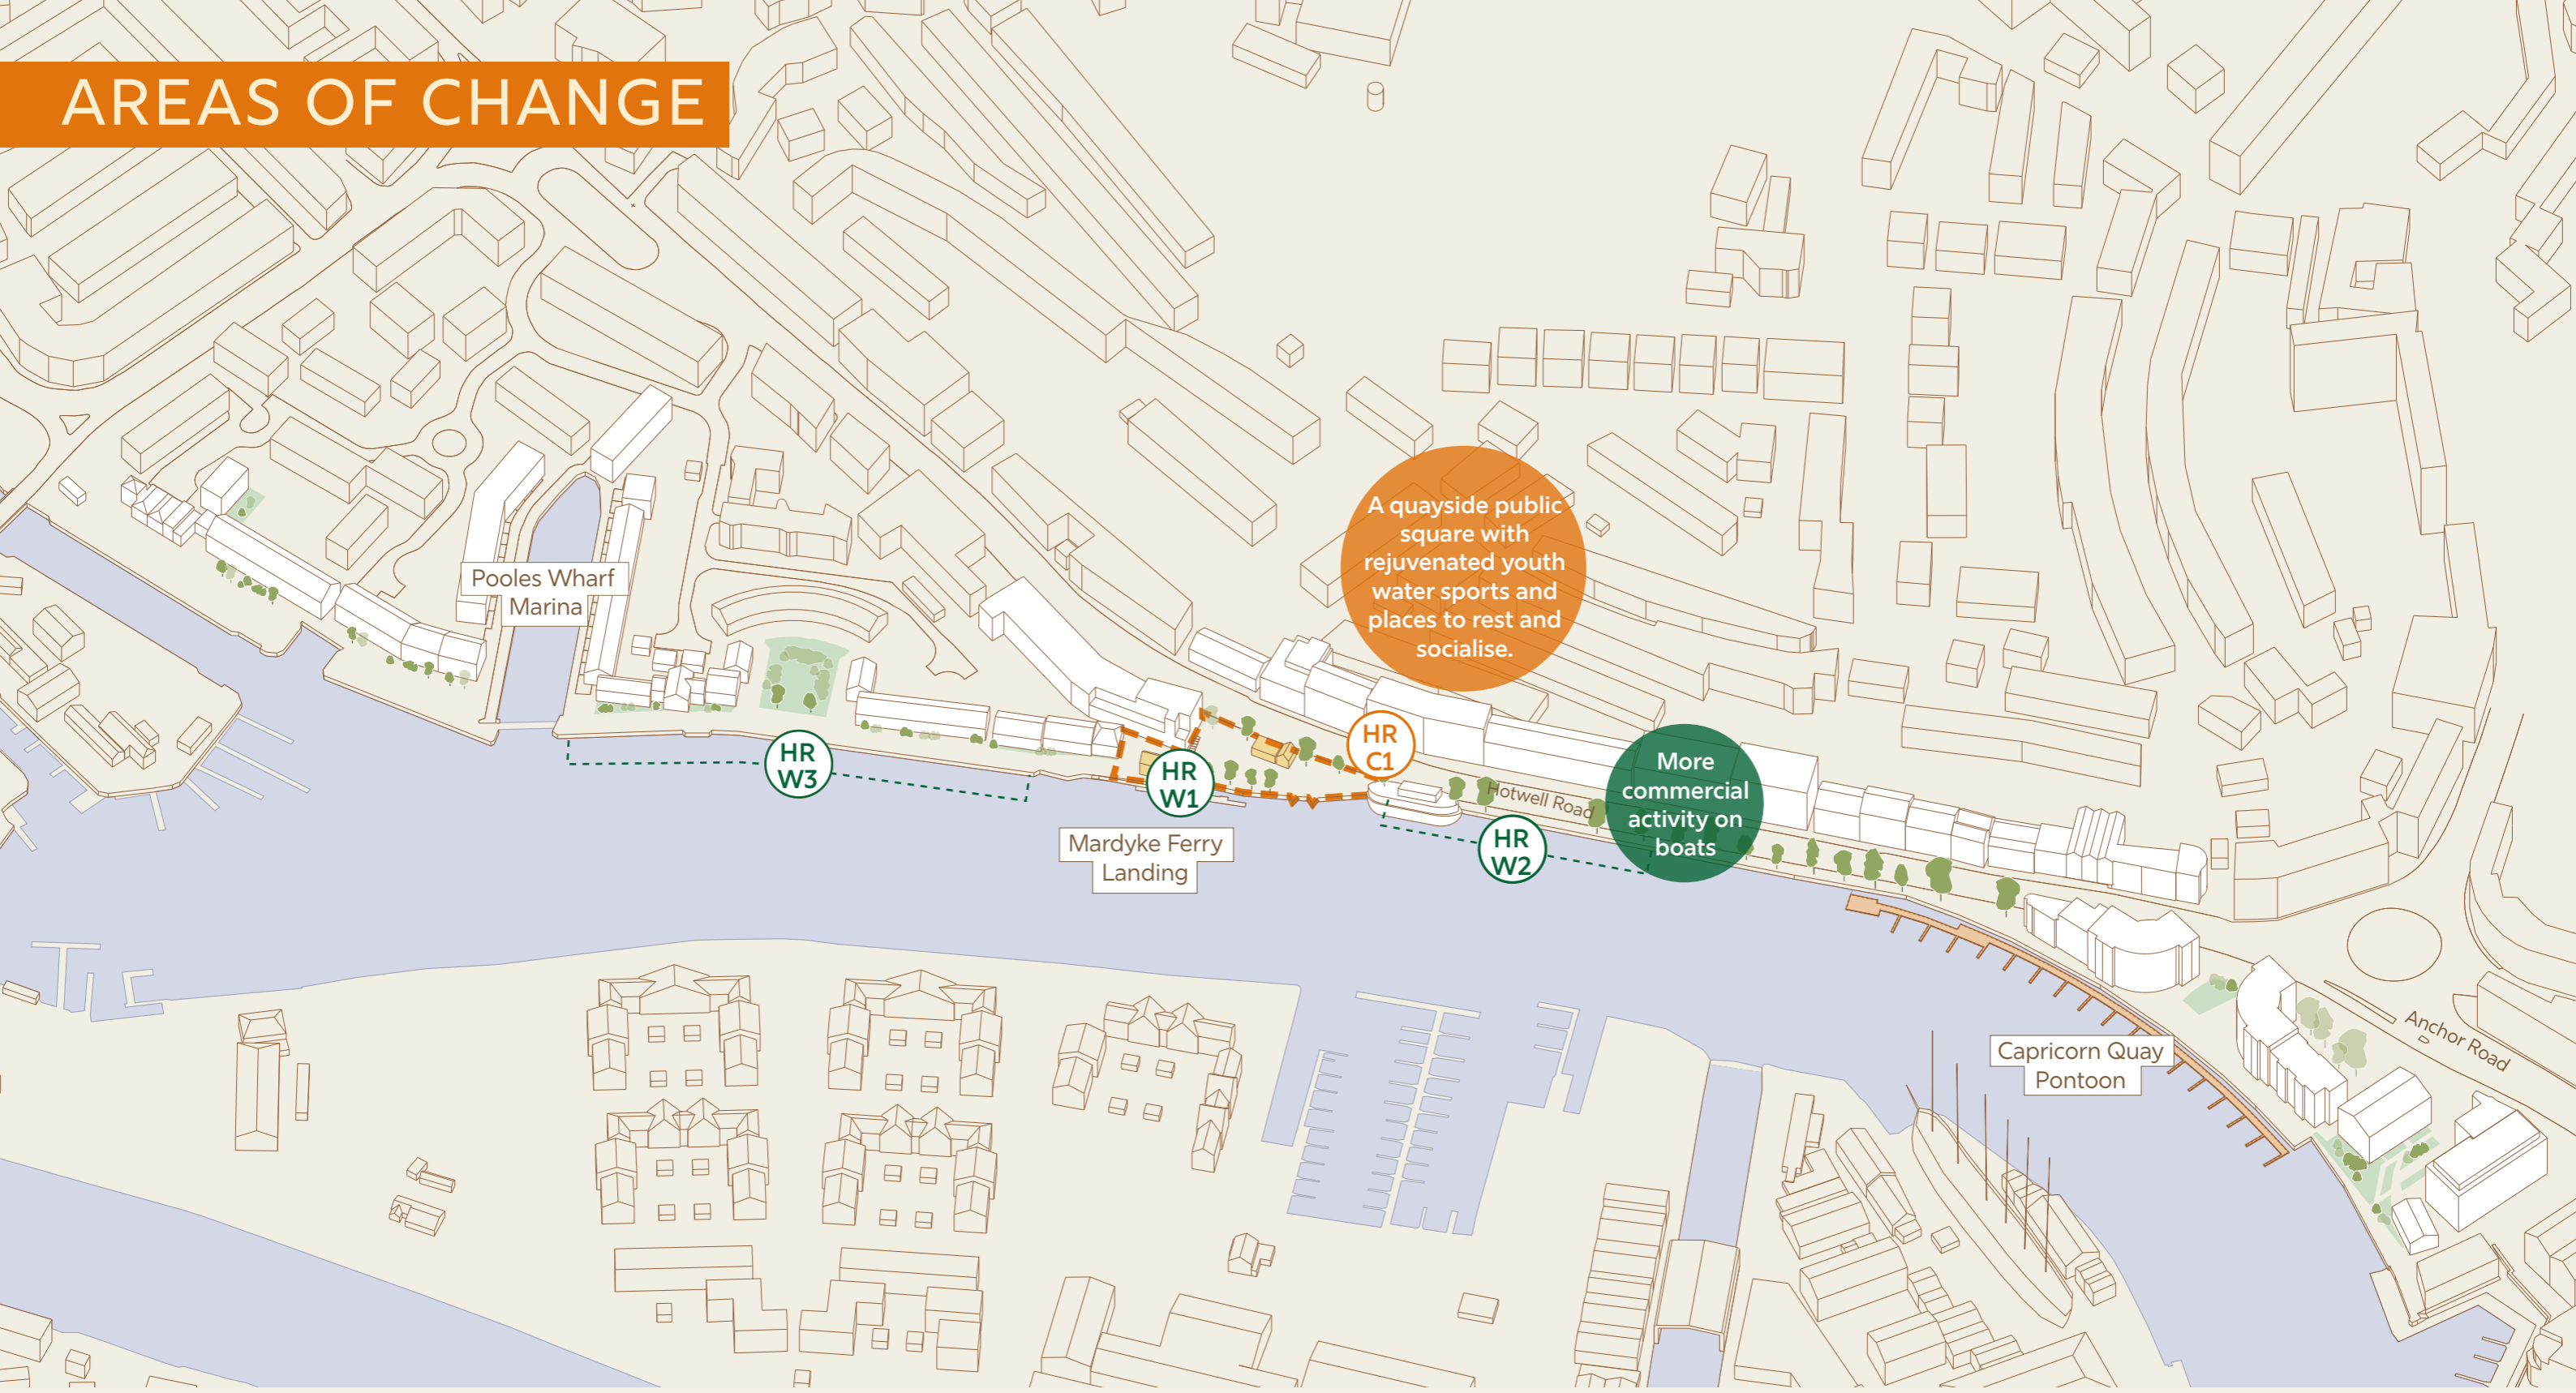 AREAS OF CHANGE
A quayside public
square with
rejuvenated youth
water sports and
places to rest and
socialise.
Pooles Wharf
Marina
HR
W3
HR
W1
HR
C1
Hotwell Road
More
commercial
activity on
boats
HR
W2
Mardyke Ferry
Landing
Capricorn Quay
Pontoon
Anchor Road